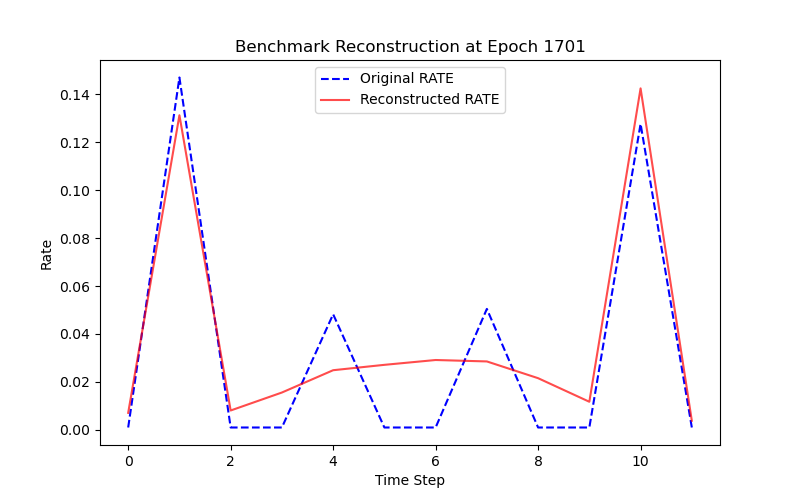 Benchmark Reconstruction at Epoch 1701
Original RATE
Reconstructed RATE
Rate
0.14
0.12
0.10
0.08
0.06
0.04
0.02
0.00
0 2 4 6 8 10
Time Step